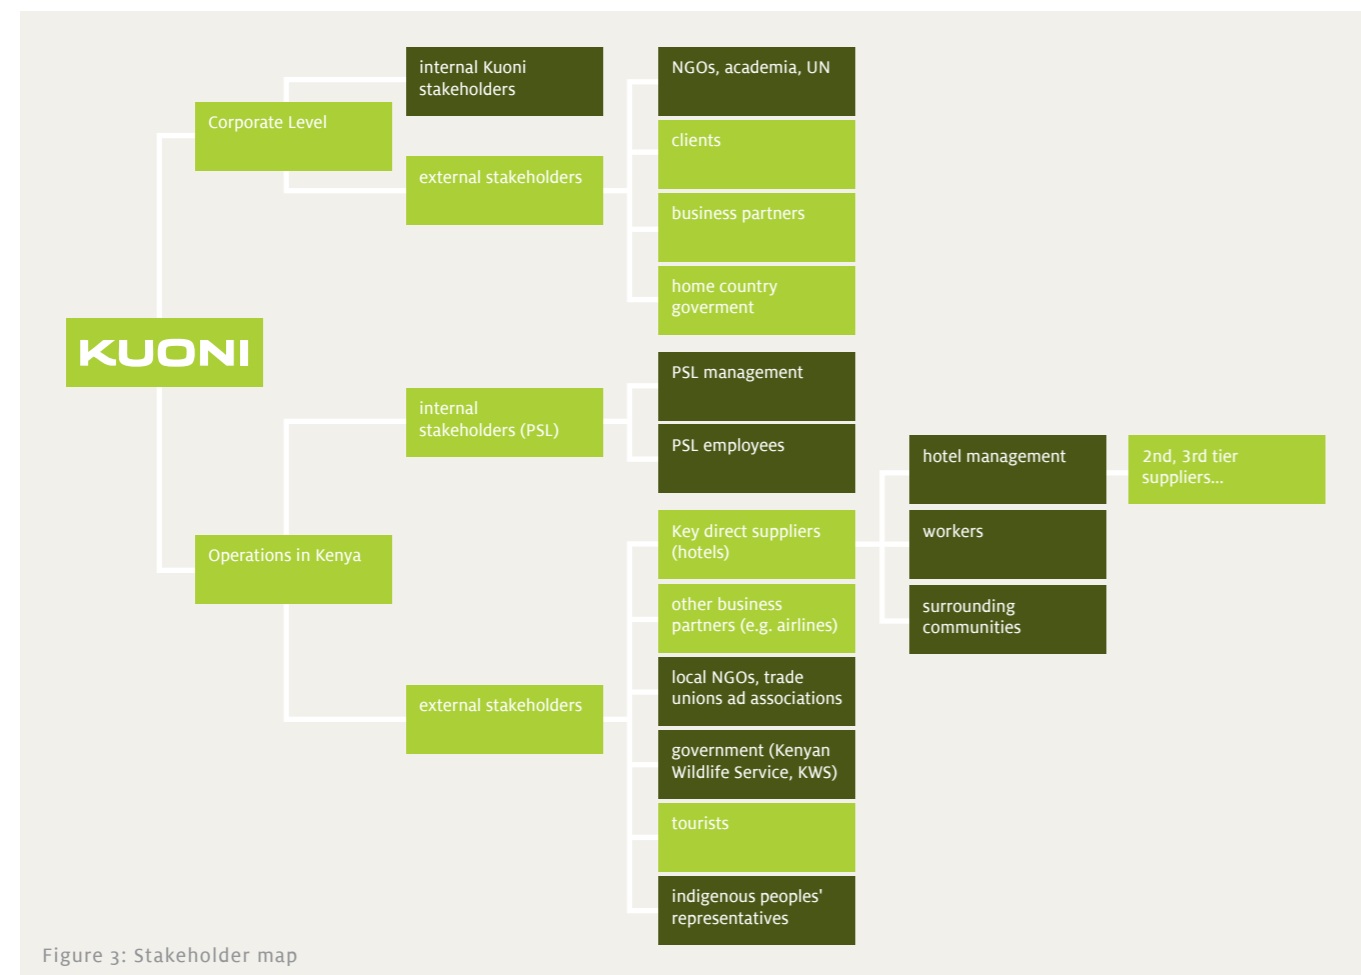 KUONI
Corporate Level
internal Kuoni
stakeholders
external stakeholders
NGOs, academia, UN
clients
business partners
home country
goverment
Operations in Kenya
internal
stakeholders (PSL)
PSL management
PSL employees
external stakeholders
Key direct suppliers
(hotels)
hotel management
2nd, 3rd tier
suppliers...
workers
surrounding
communities
other business
partners (e.g. airlines)
local NGOs, trade
unions ad associations
government (Kenyan
Wildlife Service, KWS)
tourists
indigenous peoples'
representatives
Figure 3: Stakeholder map